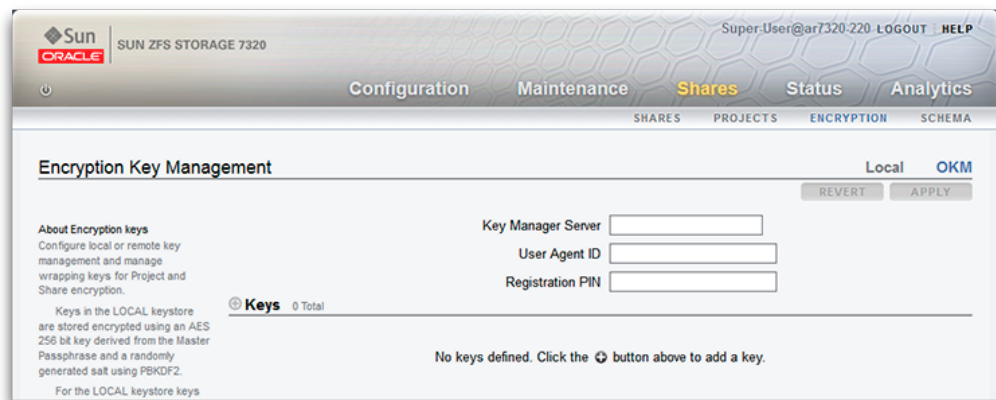 Sun
ORACLE
SUN ZFS STORAGE 7320
Super-User@ar7320-220 LOGOUT HELP
Configuration Maintenance Shares Status Analytics
SHARES PROJECTS ENCRYPTION SCHEMA
Encryption Key Management
Local OKM
REVERT APPLY
About Encryption keys
Configure local or remote key
management and manage
wrapping keys for Project and
Share encryption.
Keys in the LOCAL keystore
are stored encrypted using an AES
256 bit key derived from the Master
Passphrase and a randomly
generated salt using PBKDF2.
For the LOCAL keystore keys
Key Manager Server
User Agent ID
Registration PIN
Keys 0 Total
No keys defined. Click the button above to add a key.